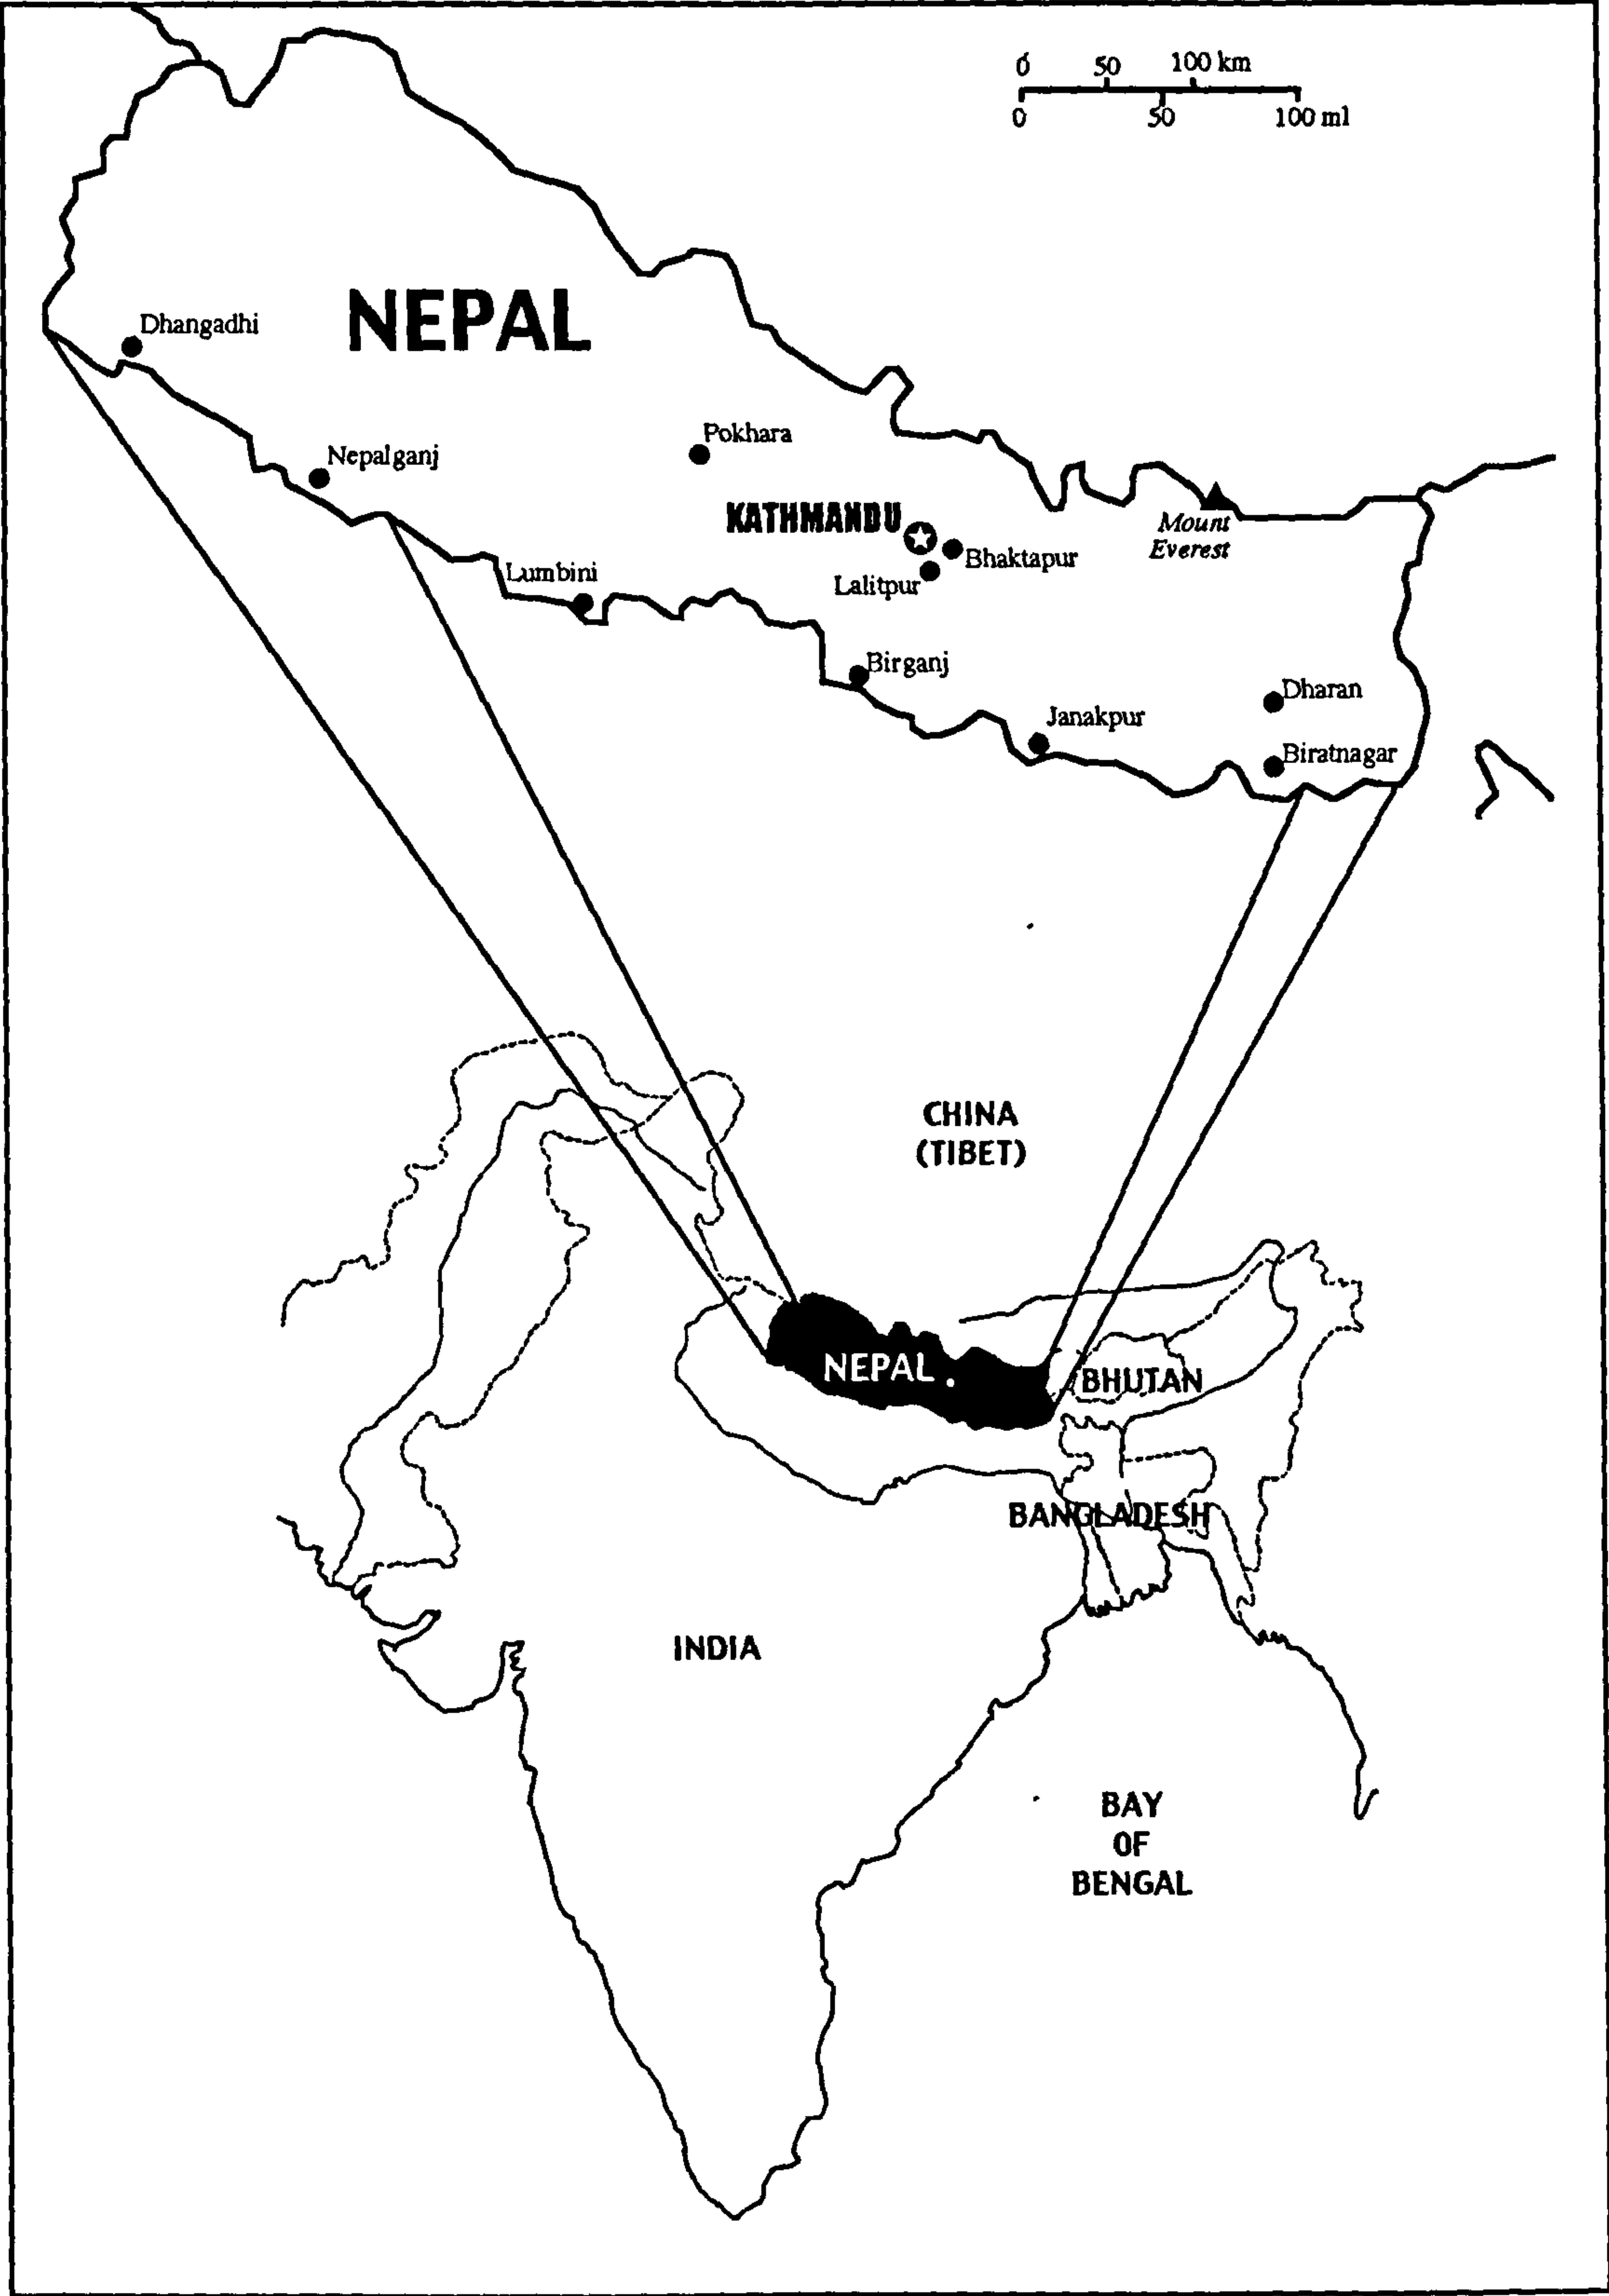 0 50 100 km
0 50 100 ml
NEPAL
Dhangadhi
Nepalganj
Pokhara
KATHMANDU
Bhaktapur
Lalitpur
Mount
Everest
Lumbini
Birganj
Dharan
Janakpur
Biratnagar
CHINA
(TIBET)
NEPAL
BHUTAN
BANGLADESH
INDIA
BAY
OF
BENGAL